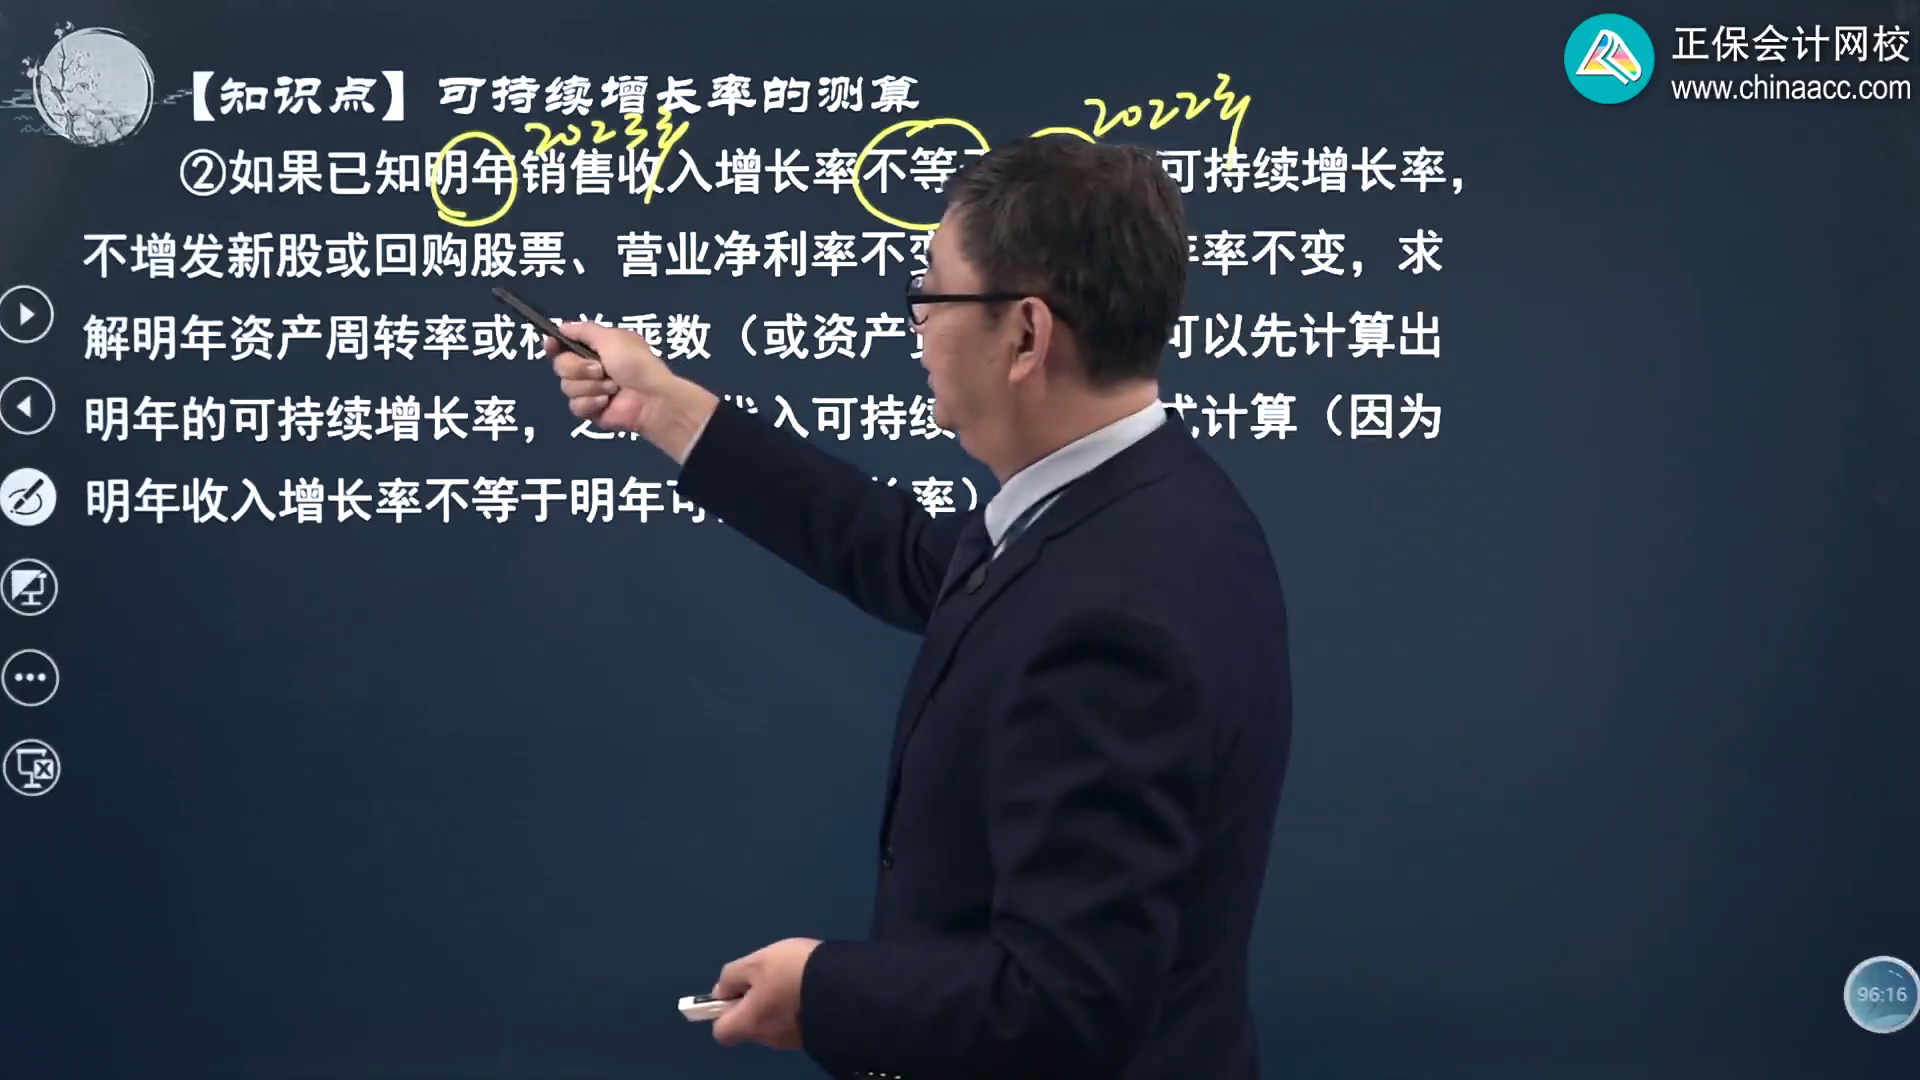 正保会计网校
www.chinaacc.com
【知识点】可持续增长率的测算
2023年
2022年
②如果已知明年销售收入增长率不等 可持续增长率，
不增发新股或回购股票、营业净利率不变 率不变，求
解明年资产周转率或 乘数（或资产 可以先计算出
明年的可持续增长率， 入可持续 式计算（因为
明年收入增长率不等于明年可 长率）
96:16